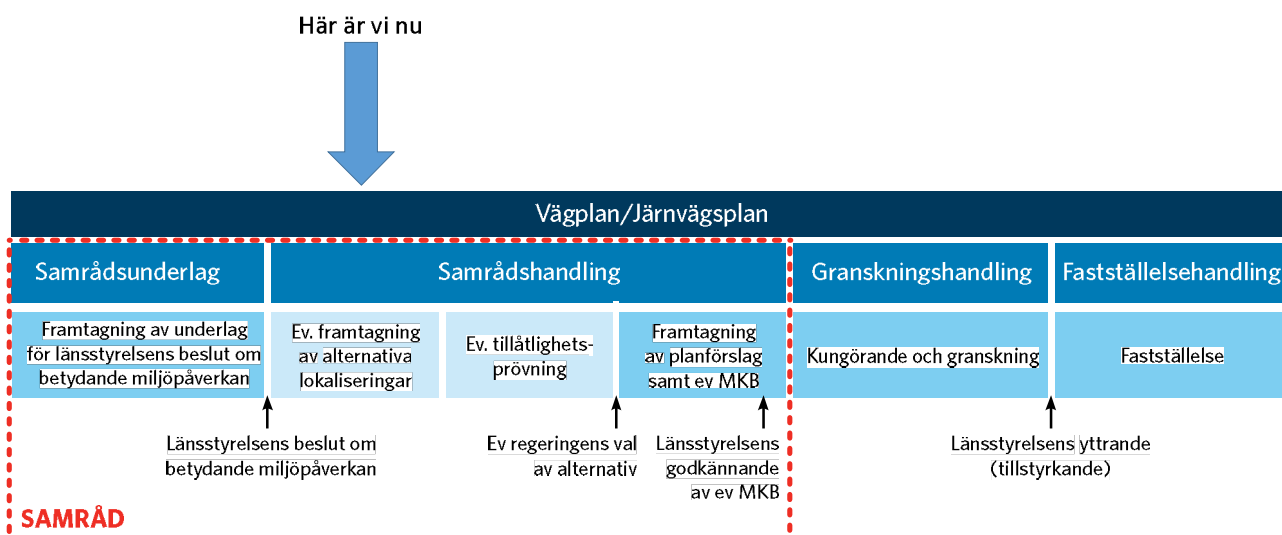 Här är vi nu
Vägplan/Järnvägsplan
Samrådsunderlag
Samrådshandling
Granskningshandling
Fastställelsehandling
Framtagning av underlag
för länsstyrelsens beslut om
betydande miljöpåverkan
Ev. framtagning
av alternativa
lokaliseringar
Ev. tillåtlighets-
prövning
Framtagning
av planförslag
samt ev MKB
Kungörande och granskning
Fastställelse
Länsstyrelsens beslut om
betydande miljöpåverkan
Ev regeringens val
av alternativ
Länsstyrelsens
godkännande
av ev MKB
Länsstyrelsens yttrande
(tillstyrkande)
SAMRÅD